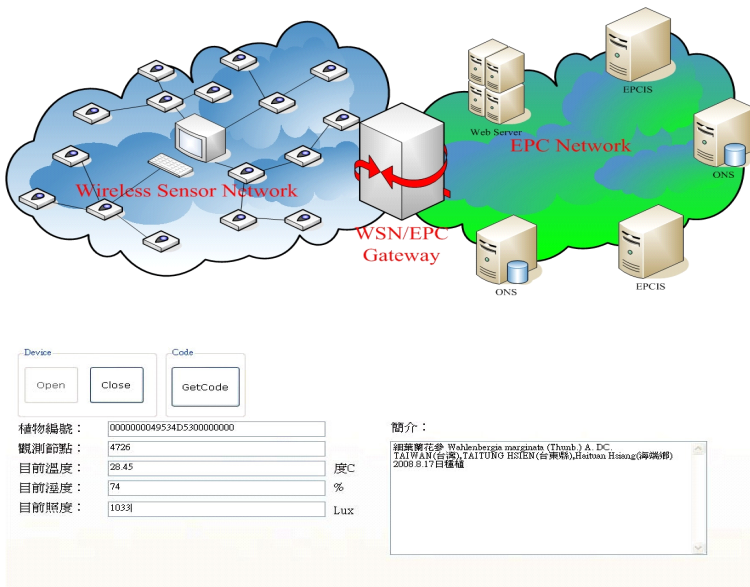 EPCIS
Web Server
EPC Network
ONS
Wireless Sensor Network
WSN/EPC
Gateway
ONS
EPCIS
Device
Code
Open
Close
GetCode
植物編號：
0000000049534D5300000000
簡介：
觀測節點：
4726
細葉蘭花參 Wahlenbergia marginata (Thunb.) A. DC.
TAIWAN(台灣),TAITUNG HSIEN(台東縣),Haituan Hsiang(海端鄉)
2008.8.17日種植
目前溫度：
28.45
度C
目前溼度：
74
%
目前照度：
1033
Lux